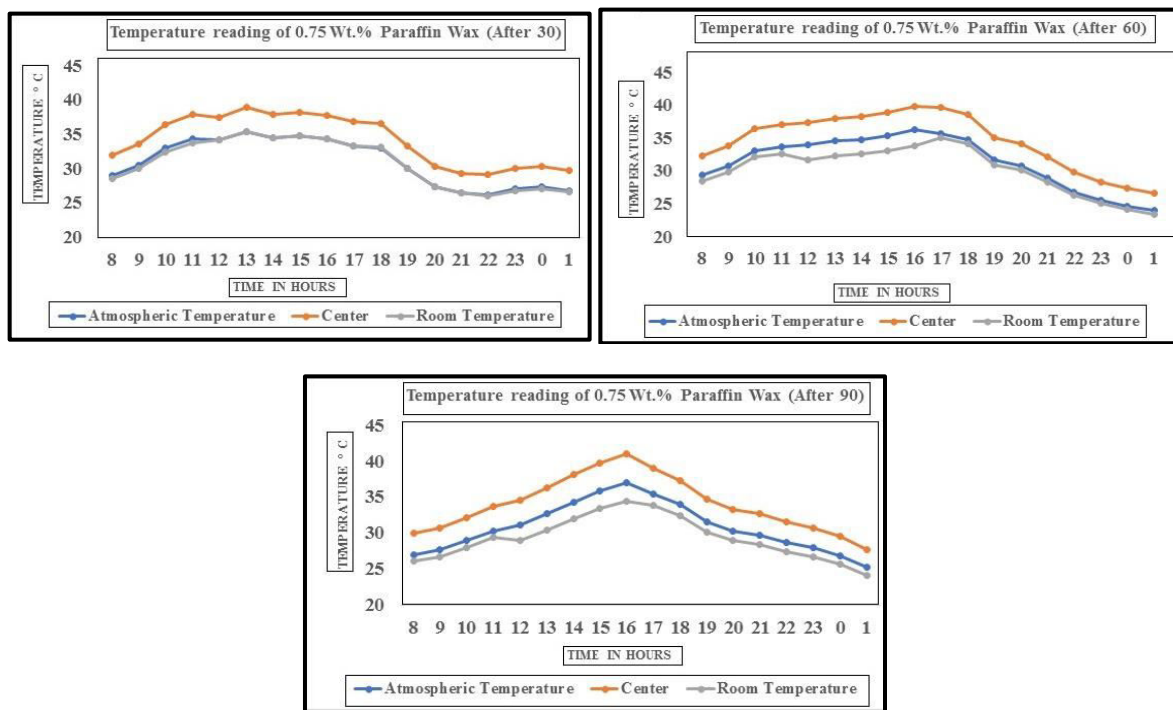 Temperature reading of 0.75 Wt.% Paraffin Wax (After 30)
TEMPERATURE ° C
45
40
35
30
25
20
8 9 10 11 12 13 14 15 16 17 18 19 20 21 22 23 0 1
TIME IN HOURS
Atmospheric Temperature Center Room Temperature
Temperature reading of 0.75 Wt.% Paraffin Wax (After 60)
TEMPERATURE ° C
45
40
35
30
25
20
8 9 10 11 12 13 14 15 16 17 18 19 20 21 22 23 0 1
TIME IN HOURS
Atmospheric Temperature Center Room Temperature
Temperature reading of 0.75 Wt.% Paraffin Wax (After 90)
TEMPERATURE ° C
45
40
35
30
25
20
8 9 10 11 12 13 14 15 16 17 18 19 20 21 22 23 0 1
TIME IN HOURS
Atmospheric Temperature Center Room Temperature